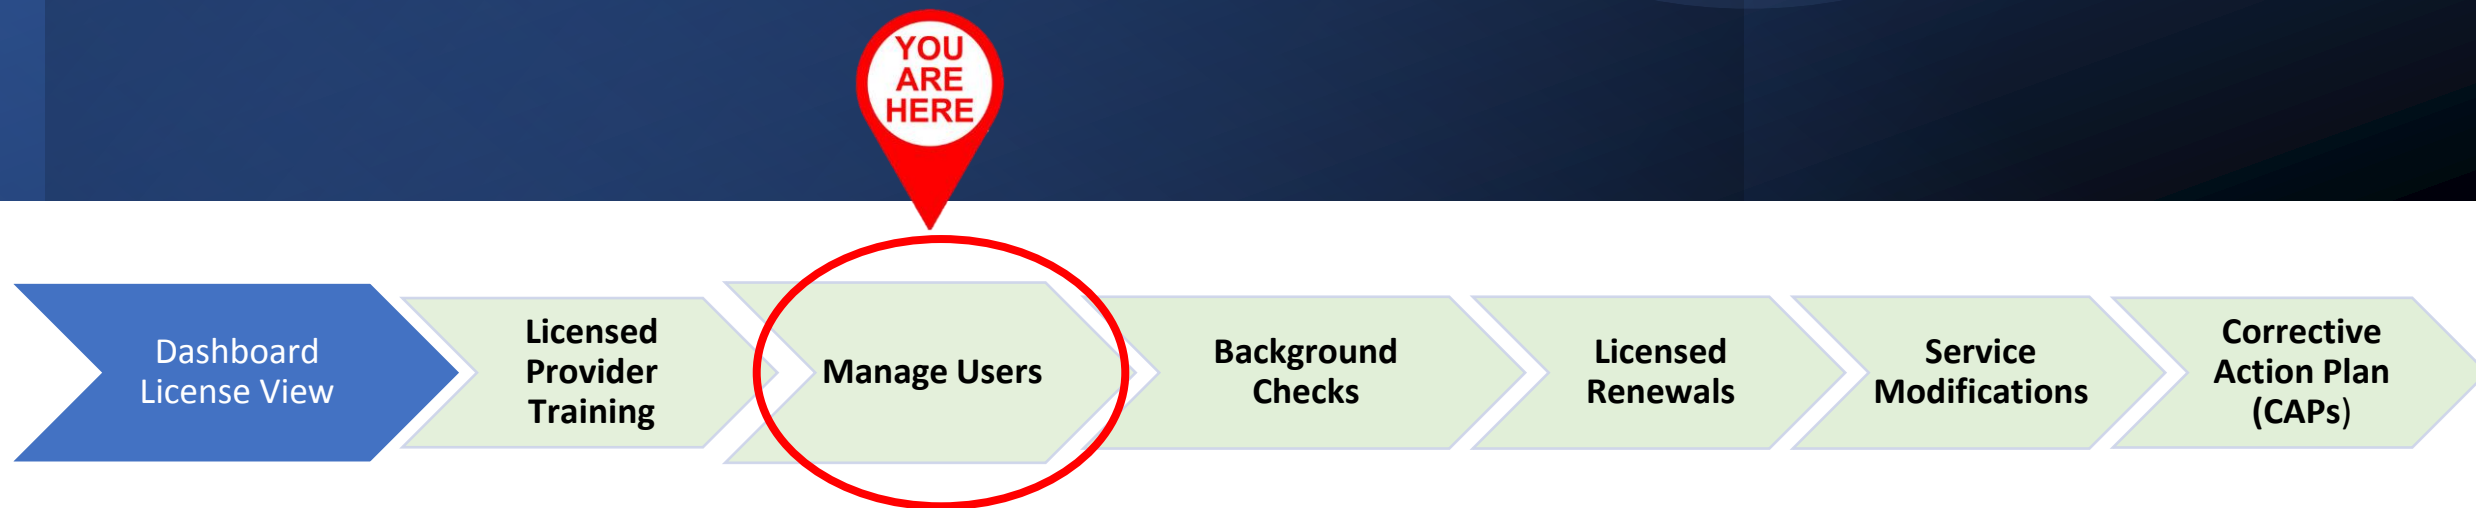 YOU
ARE
HERE
Dashboard
License View
Licensed
Provider
Training
Manage Users
Background
Checks
Licensed
Renewals
Service
Modifications
Corrective
Action Plan
(CAPs)